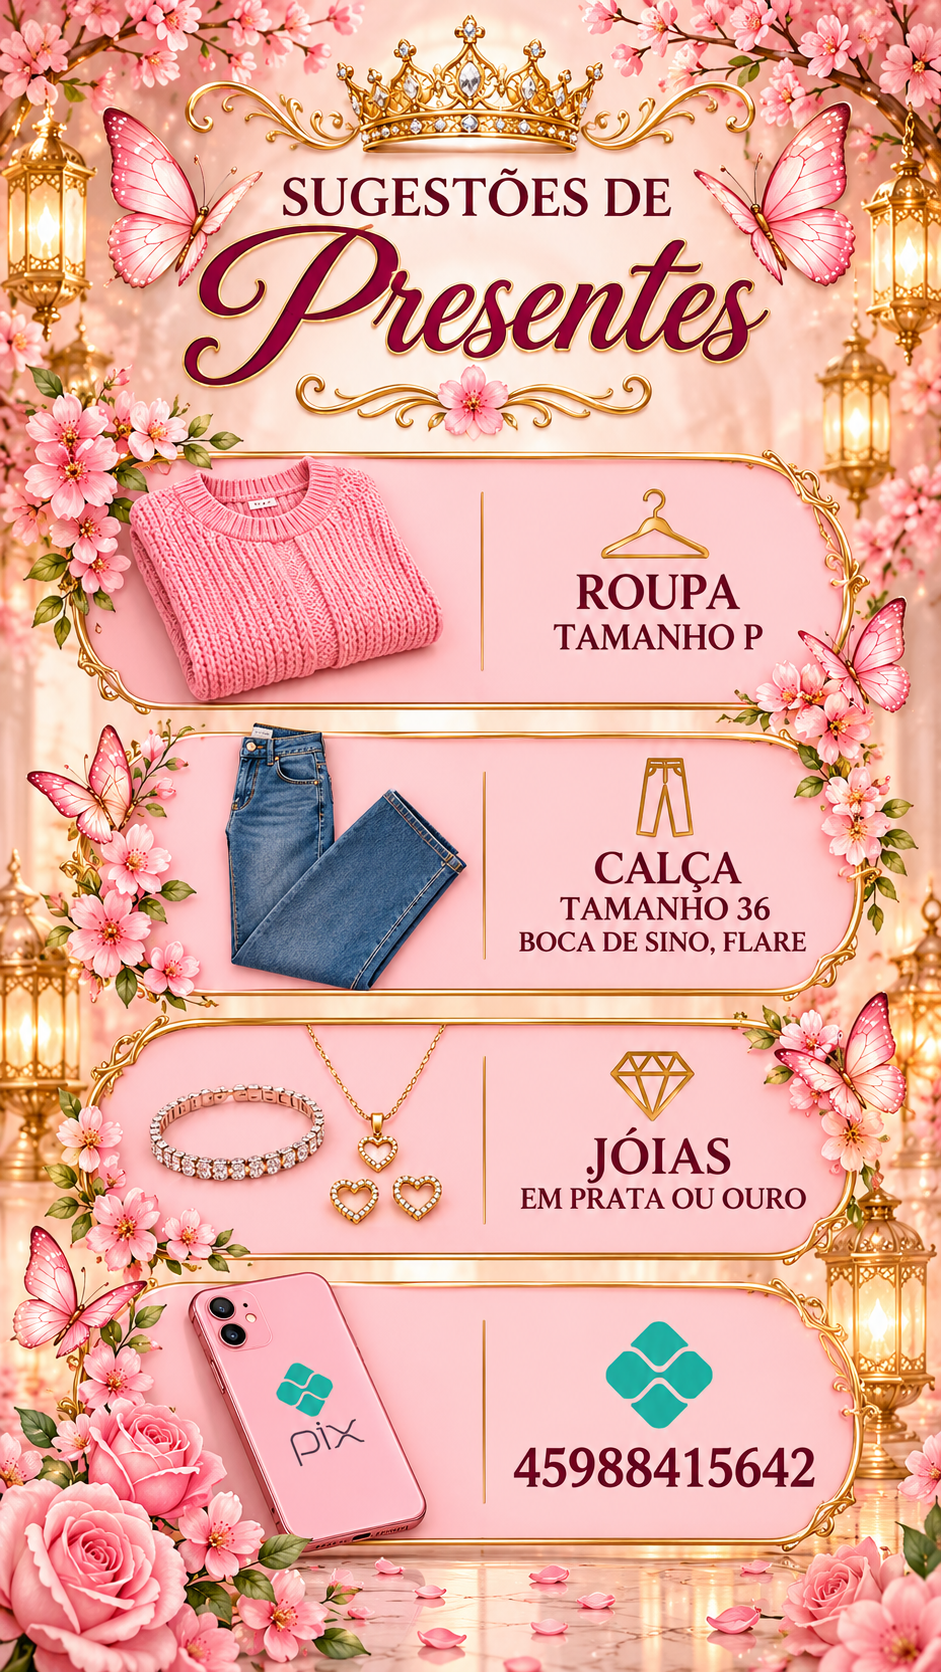 SUGESTÕES DE
Presentes
ROUPA
TAMANHO P
CALÇA
TAMANHO 36
BOCA DE SINO, FLARE
JÓIAS
EM PRATA OU OURO
pix
45988415642